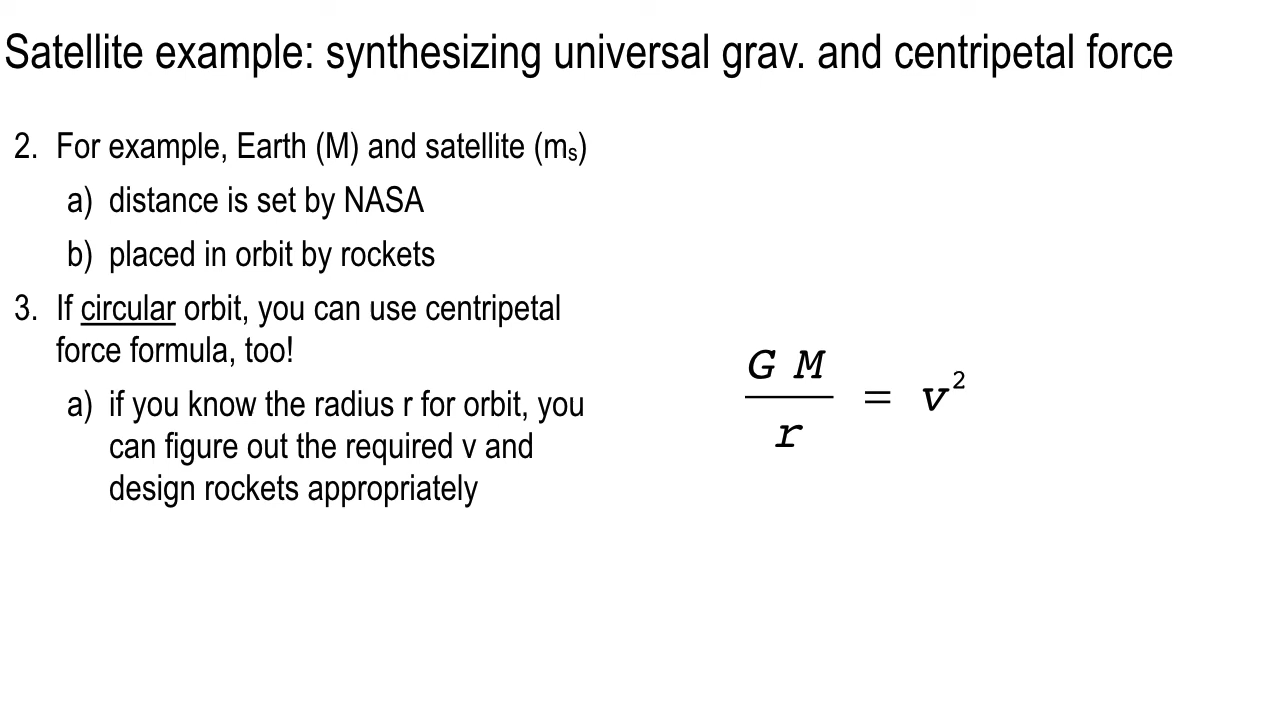 Satellite example: synthesizing universal grav. and centripetal force
2. For example, Earth (M) and satellite (mₛ)
a) distance is set by NASA
b) placed in orbit by rockets
3. If circular orbit, you can use centripetal
force formula, too!
a) if you know the radius r for orbit, you
can figure out the required v and
design rockets appropriately
G M
r
= v²